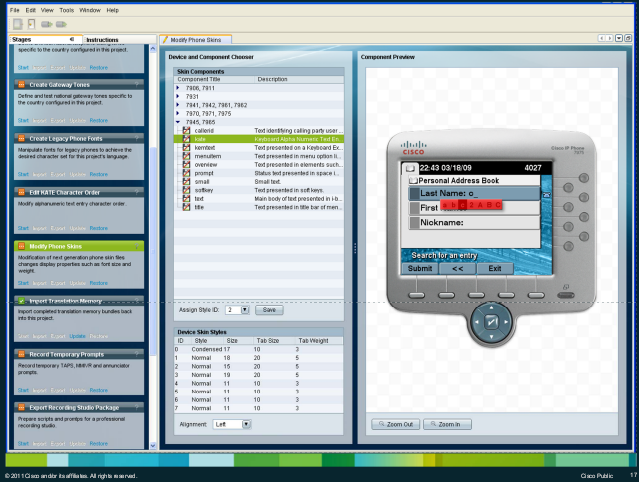 File Edit View Tools Window Help
Stages Instructions
specific to the country configured in this project.
Start Import Export Update Restore
Create Gateway Tones
Define and test national gateway tones specific to
the country configured in this project.
Start Import Export Update Restore
Create Legacy Phone Fonts
Manipulate fonts for legacy phones to achieve the
desired character set for this project's language.
Start Import Export Update Restore
Edit KATE Character Order
Modify alphanumeric text entry character order.
Start Import Export Update Restore
Modify Phone Skins
Modification of next generation phone skin files
changes display properties such as font size and
weight.
Start Import Export Update Restore
Import Translation Memory
Import completed translation memory bundles back
into this project.
Start Import Export Update Restore
Record Temporary Prompts
Record temporary TAPS, MMIVR and annunciator
prompts.
Start Import Export Update Restore
Export Recording Studio Package
Prepare scripts and prompts for a professional
recording studio.
Start Import Export Update Restore
Modify Phone Skins
Device and Component Chooser
Skin Components
Component Title Description
7906, 7911
7931
7941, 7942, 7961, 7962
7970, 7971, 7975
7945, 7965
callerid Text identifying calling party user ...
kate Keyboard Alpha Numeric Text En...
kemtext Text presented on a Keyboard Ex...
menuitem Text presented in menu option li...
overview Text presented in elements such...
prompt Status text presented in space i...
small Small text.
softkey Text presented in soft keys.
text Main body of text presented in i-b...
title Text presented in title bar of men...
Assign Style ID: 2 Save
Device Skin Styles
ID Style Size Tab Size Tab Weight
0 Condensed 17 10 3
1 Normal 18 20 5
2 Normal 15 20 5
3 Normal 19 20 5
4 Normal 11 10 3
5 Normal 11 10 3
6 Normal 11 10 3
7 Normal 11 10 3
Alignment: Left
Component Preview
CISCO
Cisco IP Phone
22:43 03/18/09 4027
Personal Address Book
Last Name: c_
First
a b c 2 A B C
Nickname:
Search for an entry
Submit << Exit
Zoom Out Zoom In
© 2011 Cisco and/or its affiliates. All rights reserved.
Cisco Public 17